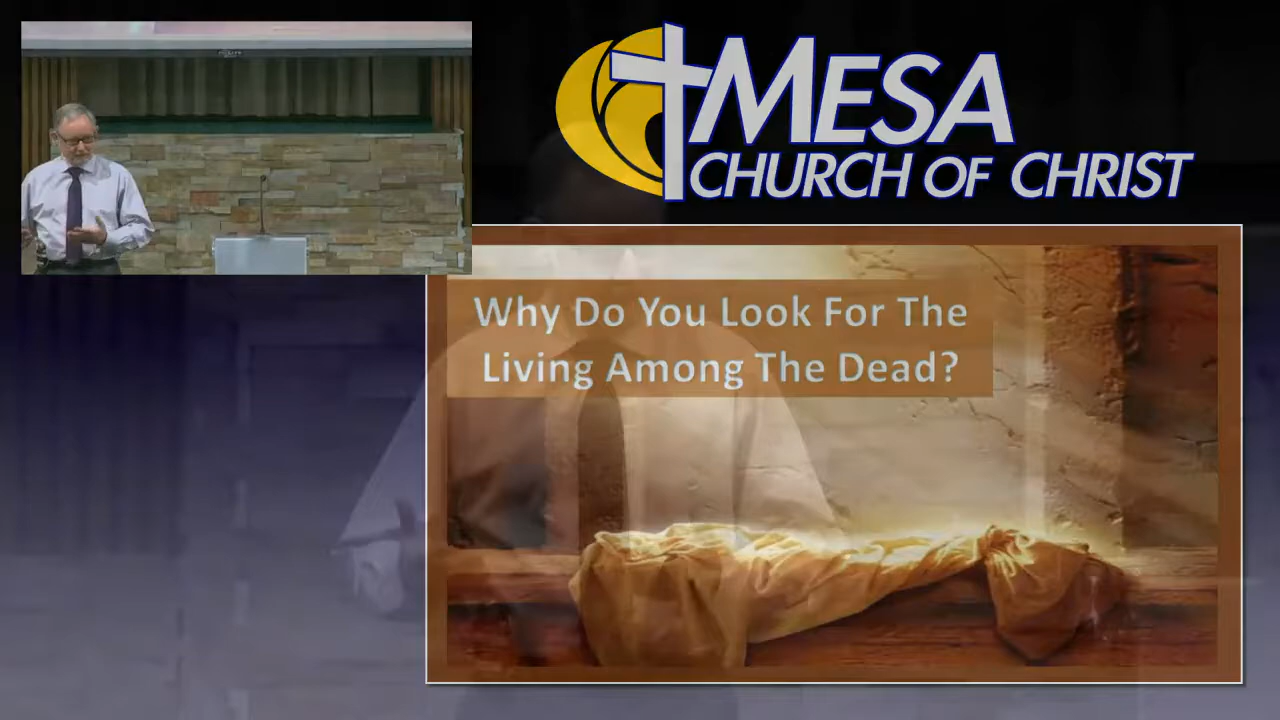 MESA
CHURCH OF CHRIST
Why Do You Look For The
Living Among The Dead?